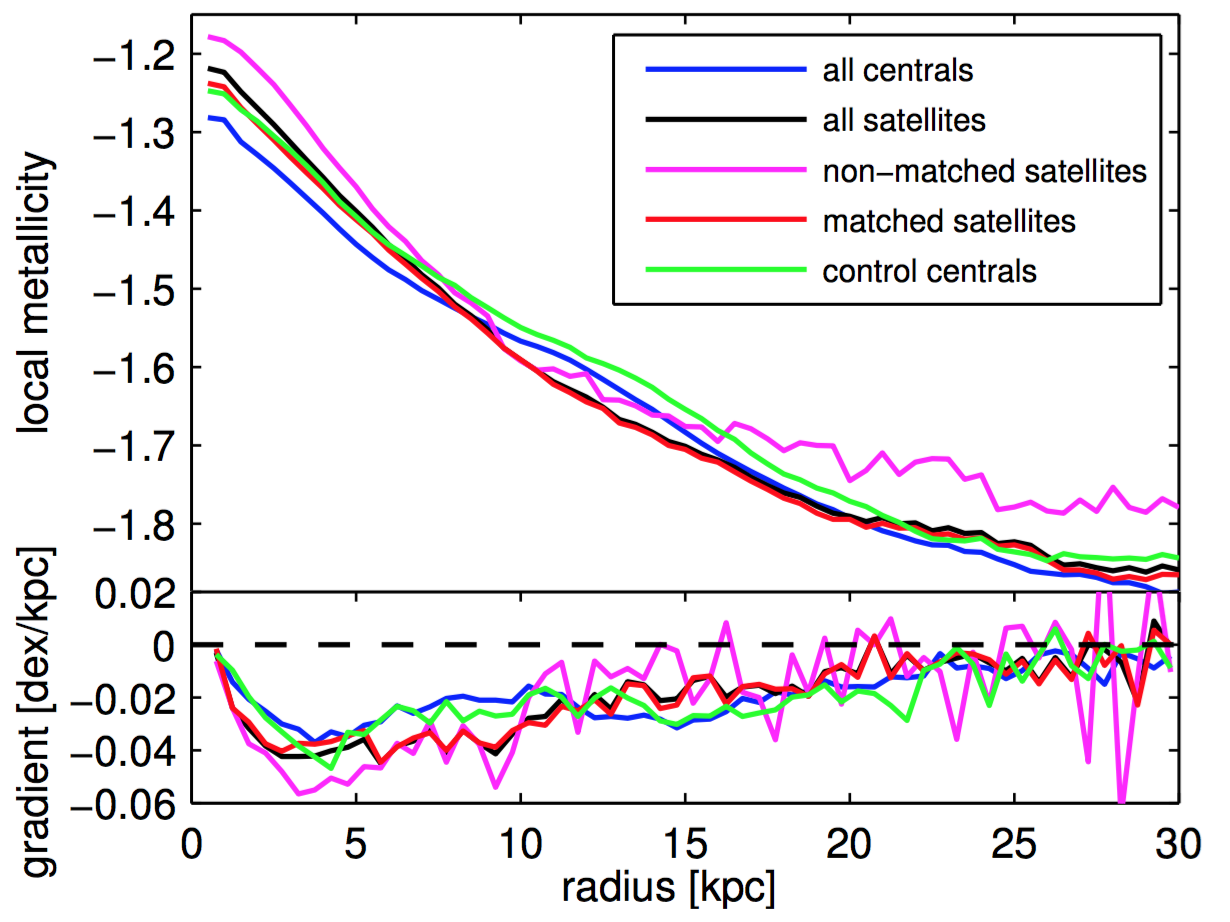 local metallicity
−1.2
−1.3
−1.4
−1.5
−1.6
−1.7
−1.8
all centrals
all satellites
non−matched satellites
matched satellites
control centrals
gradient [dex/kpc]
0.02
0
−0.02
−0.04
−0.06
0 5 10 15 20 25 30
radius [kpc]